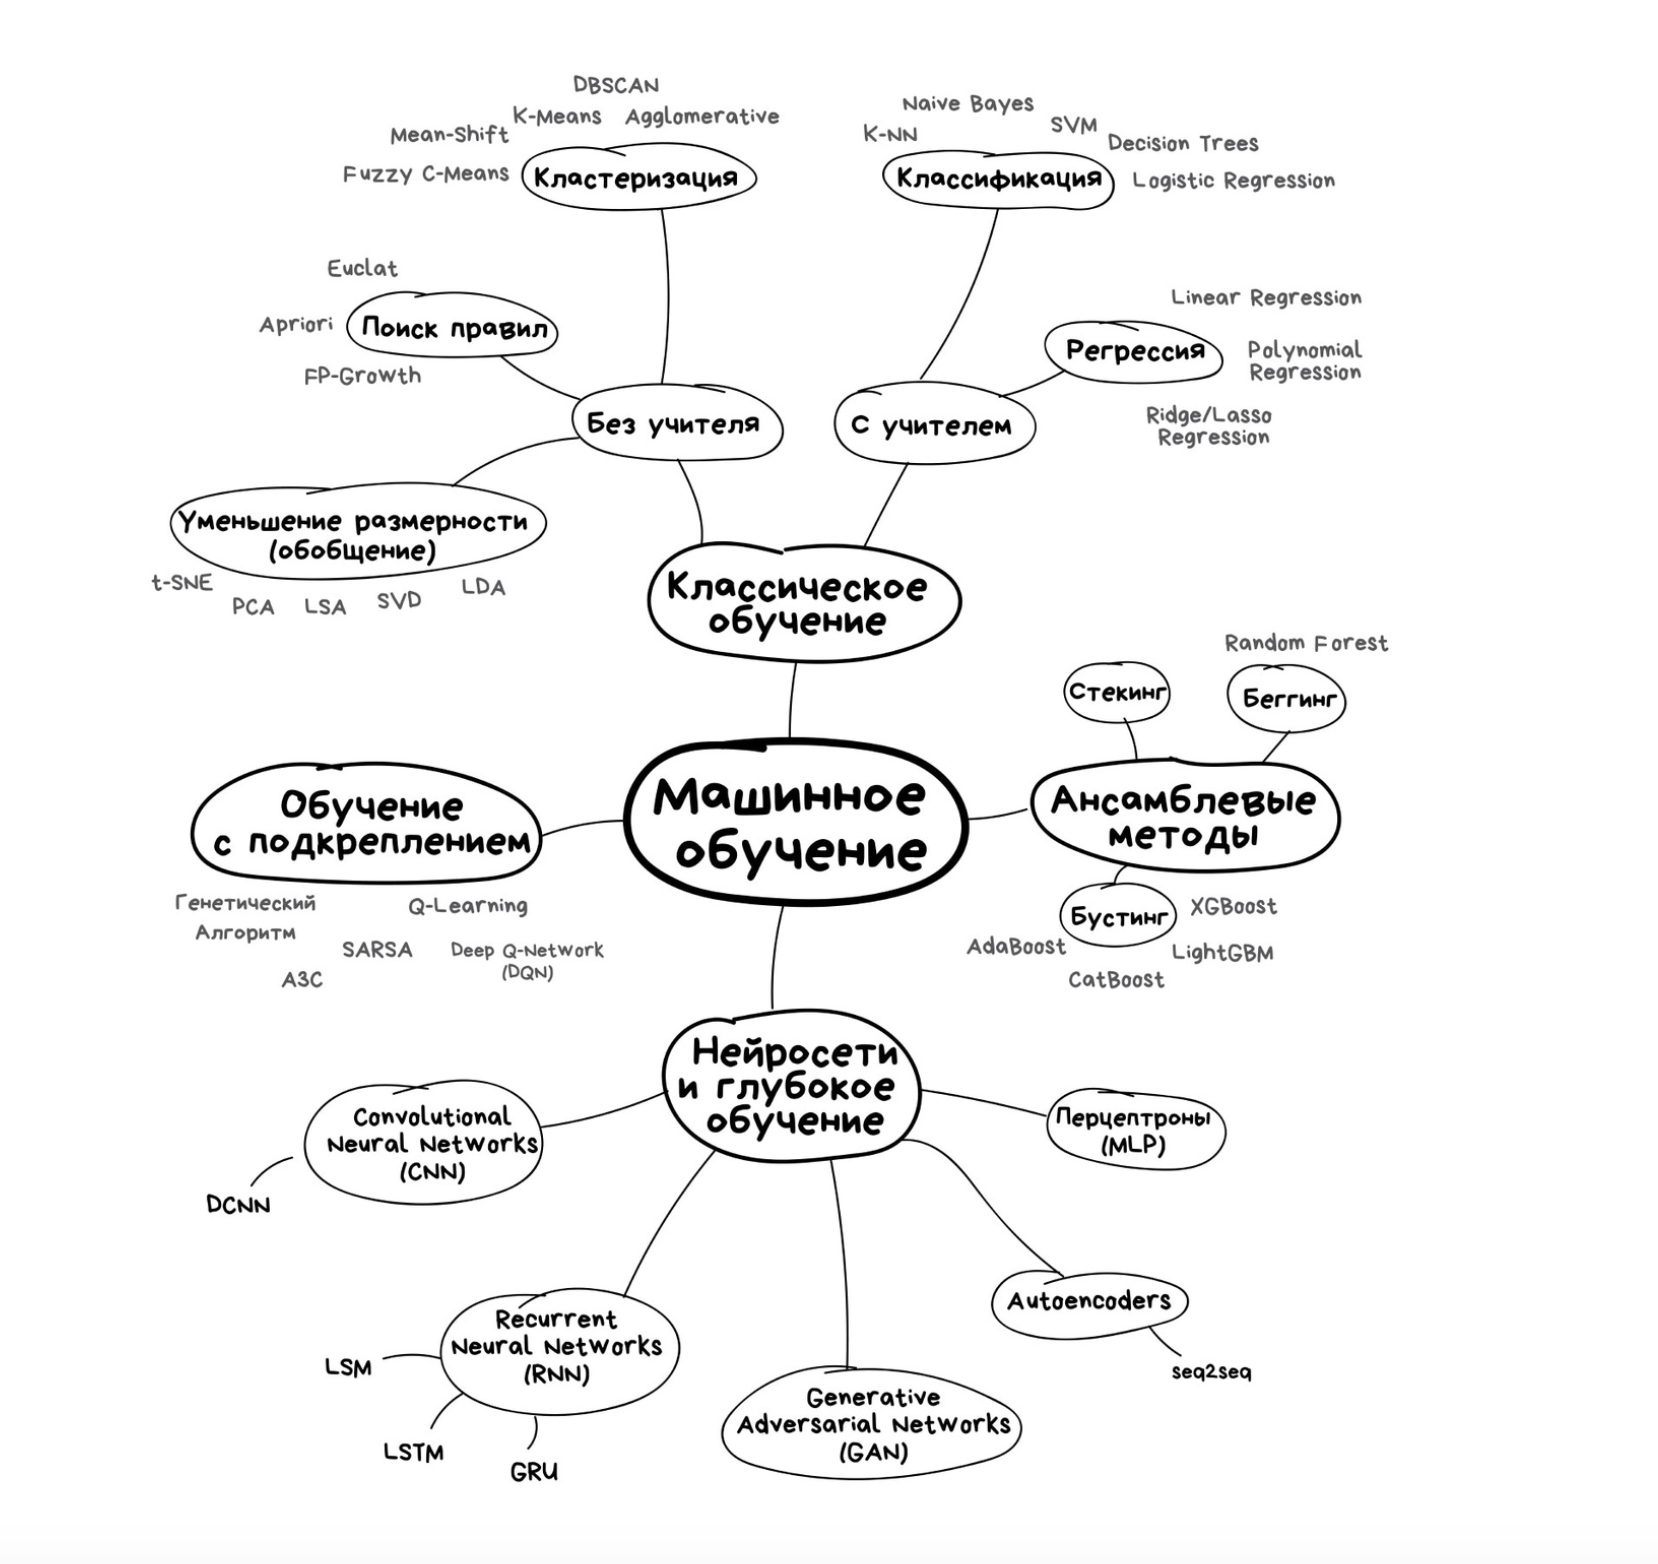 DBSCAN
K-Means
Agglomerative
Mean-Shift
Fuzzy C-Means
Кластеризация
Naive Bayes
K-NN
SVM
Decision Trees
Классификация
Logistic Regression
Euclat
Apriori
Поиск правил
FP-Growth
Linear Regression
Регрессия
Polynomial
Regression
Ridge/Lasso
Regression
Без учителя
С учителем
Уменьшение размерности
(обобщение)
t-SNE
PCA
LSA
SVD
LDA
Классическое
обучение
Random Forest
Стекинг
Беггинг
Машинное
обучение
Обучение
с подкреплением
Ансамблевые
методы
Генетический
Алгоритм
Q-Learning
SARSA
Deep Q-Network
(DQN)
A3C
Бустинг
XGBoost
AdaBoost
LightGBM
CatBoost
Нейросети
и глубокое
обучение
Convolutional
Neural Networks
(CNN)
DCNN
Перцептроны
(MLP)
Recurrent
Neural Networks
(RNN)
LSM
LSTM
GRU
Autoencoders
seq2seq
Generative
Adversarial Networks
(GAN)